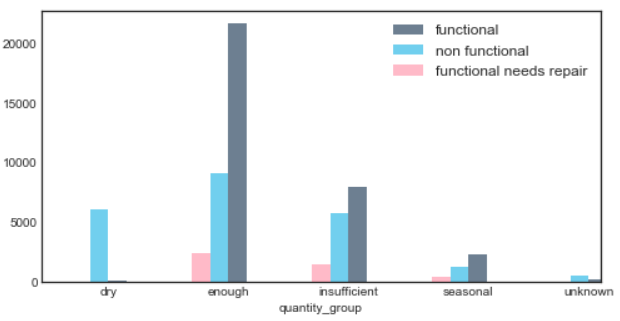 functional
non functional
functional needs repair
20000
15000
10000
5000
0
dry enough insufficient seasonal unknown
quantity_group